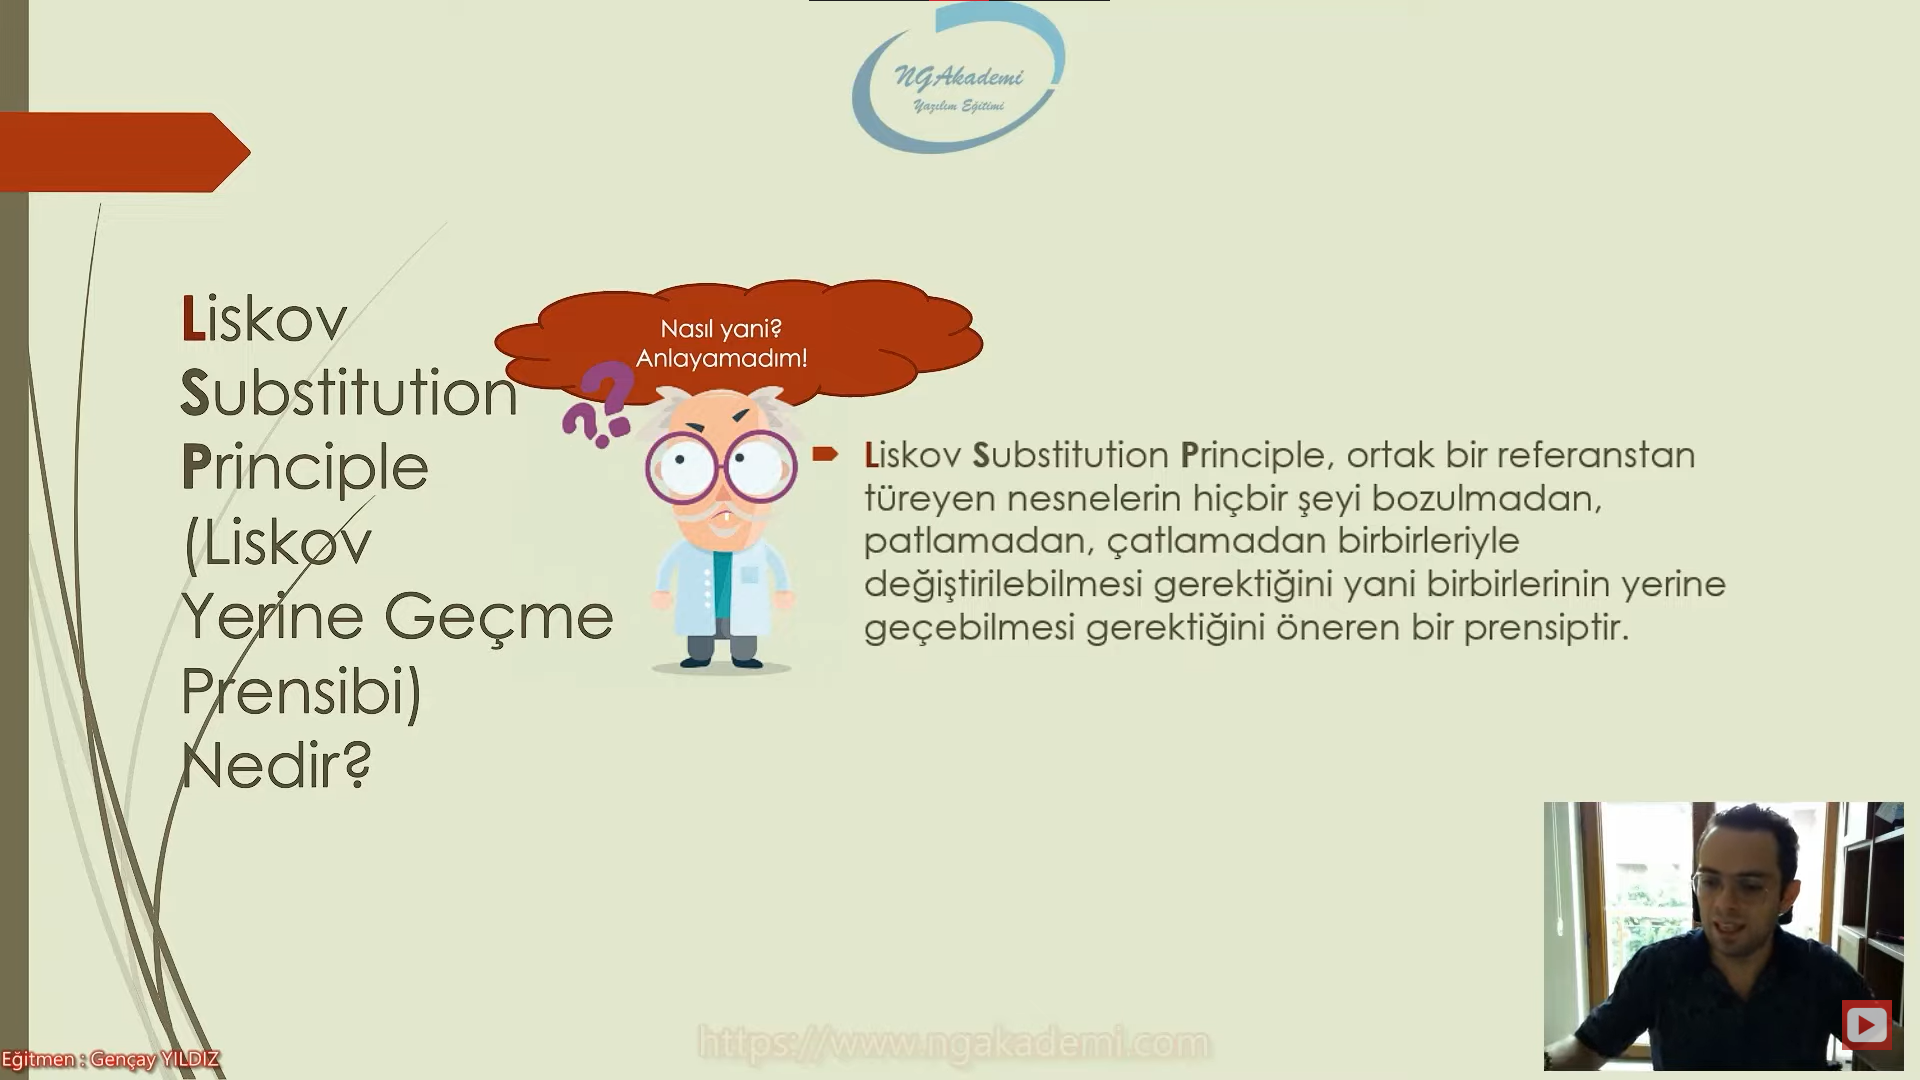 NGAkademi
Yazılım Eğitimi
Liskov
Substitution
Principle
(Liskov
Yerine Geçme
Prensibi)
Nedir?
Nasıl yani?
Anlayamadım!
Liskov Substitution Principle, ortak bir referanstan
türeyen nesnelerin hiçbir şeyi bozulmadan,
patlamadan, çatlamadan birbirleriyle
değiştirilebilmesi gerektiğini yani birbirlerinin yerine
geçebilmesi gerektiğini öneren bir prensiptir.
https://www.ngakademi.com
Eğitmen : Gençay YILDIZ